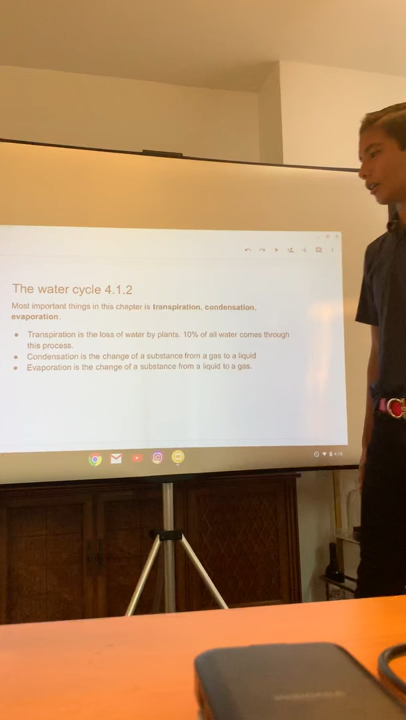 The water cycle 4.1.2
Most important things in this chapter is transpiration, condensation,
evaporation.
Transpiration is the loss of water by plants. 10% of all water comes through
this process.
Condensation is the change of a substance from a gas to a liquid
Evaporation is the change of a substance from a liquid to a gas.